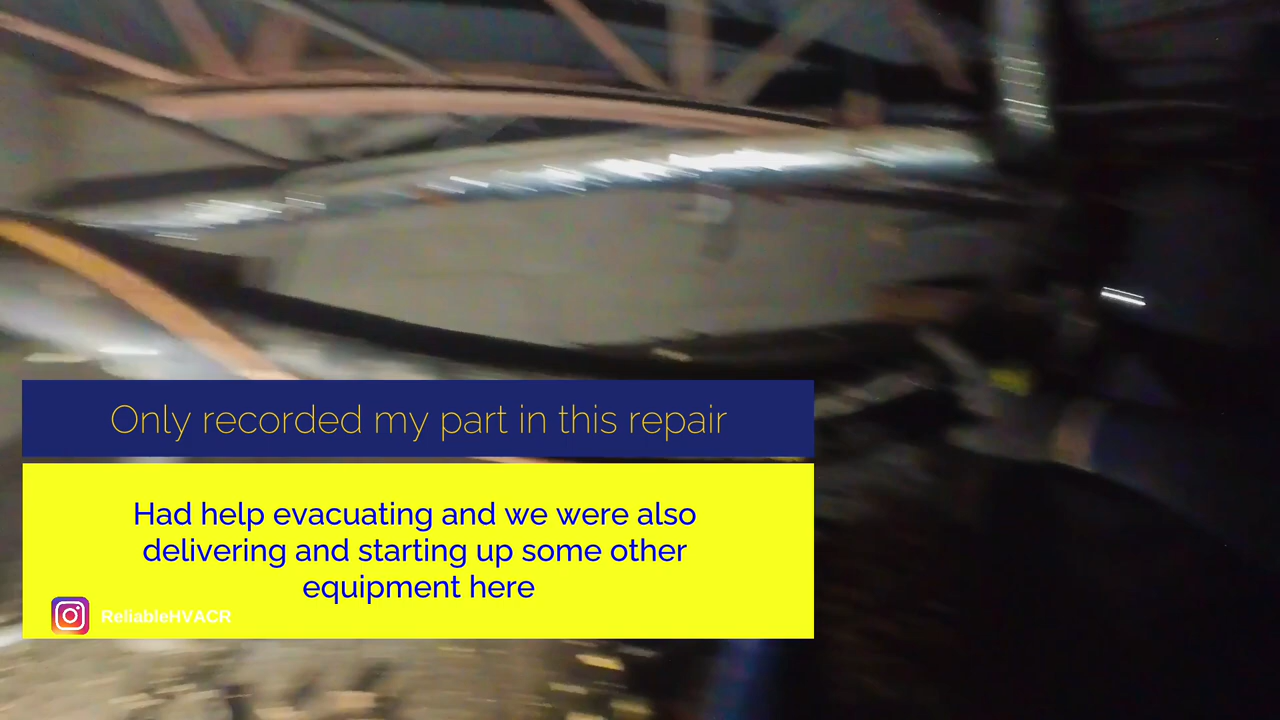 Only recorded my part in this repair
Had help evacuating and we were also
delivering and starting up some other
equipment here
ReliableHVACR